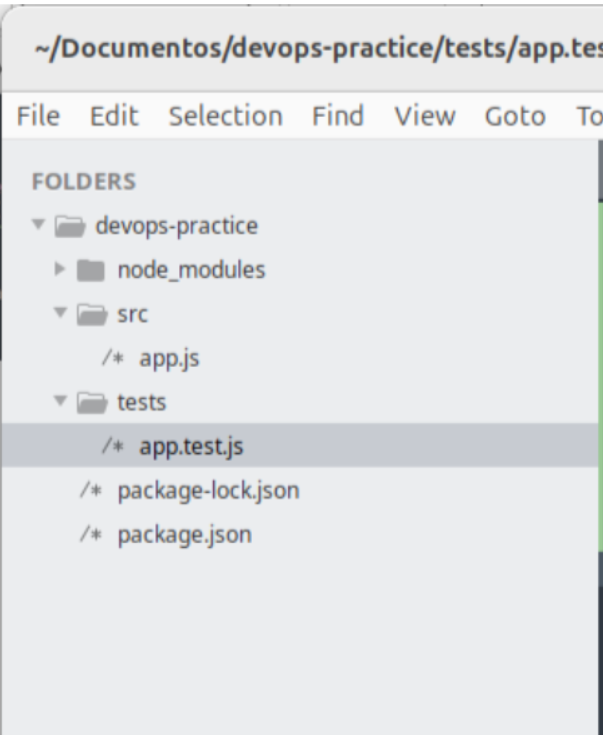 ~/Documentos/devops-practice/tests/app.tes
File Edit Selection Find View Goto To
FOLDERS
devops-practice
node_modules
src
/* app.js
tests
/* app.test.js
/* package-lock.json
/* package.json